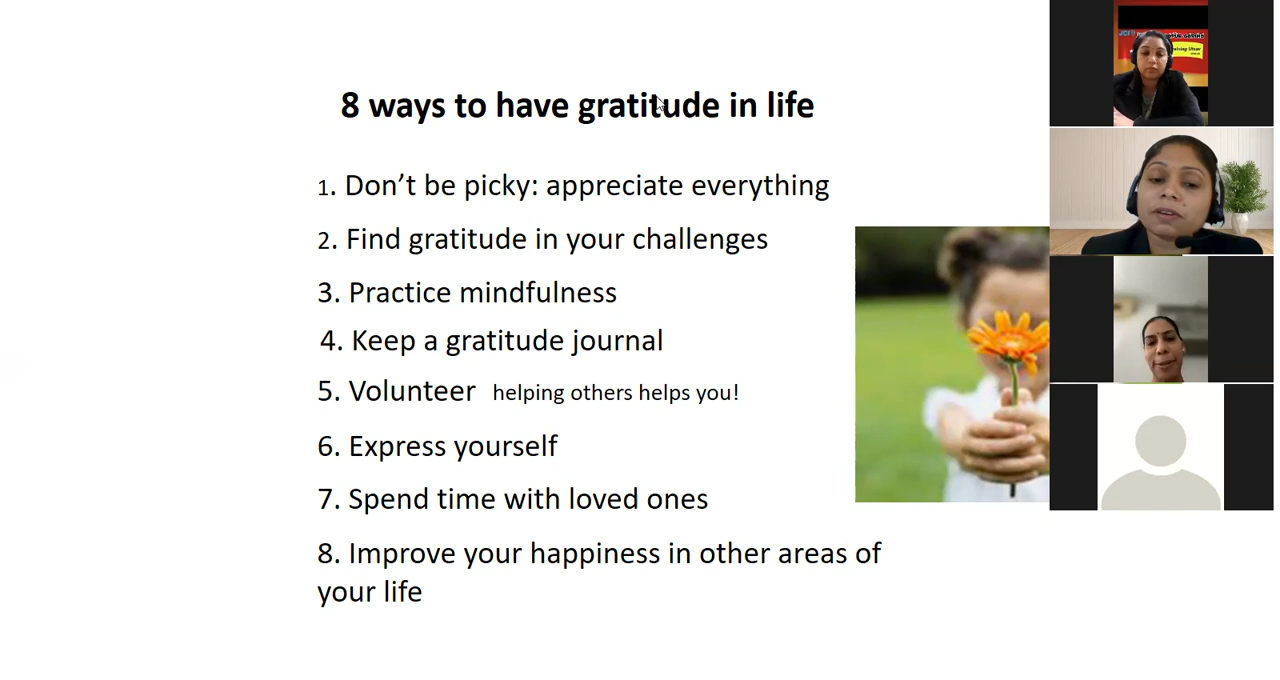 8 ways to have gratitude in life
1. Don’t be picky: appreciate everything
2. Find gratitude in your challenges
3. Practice mindfulness
4. Keep a gratitude journal
5. Volunteer helping others helps you!
6. Express yourself
7. Spend time with loved ones
8. Improve your happiness in other areas of
your life
JCI